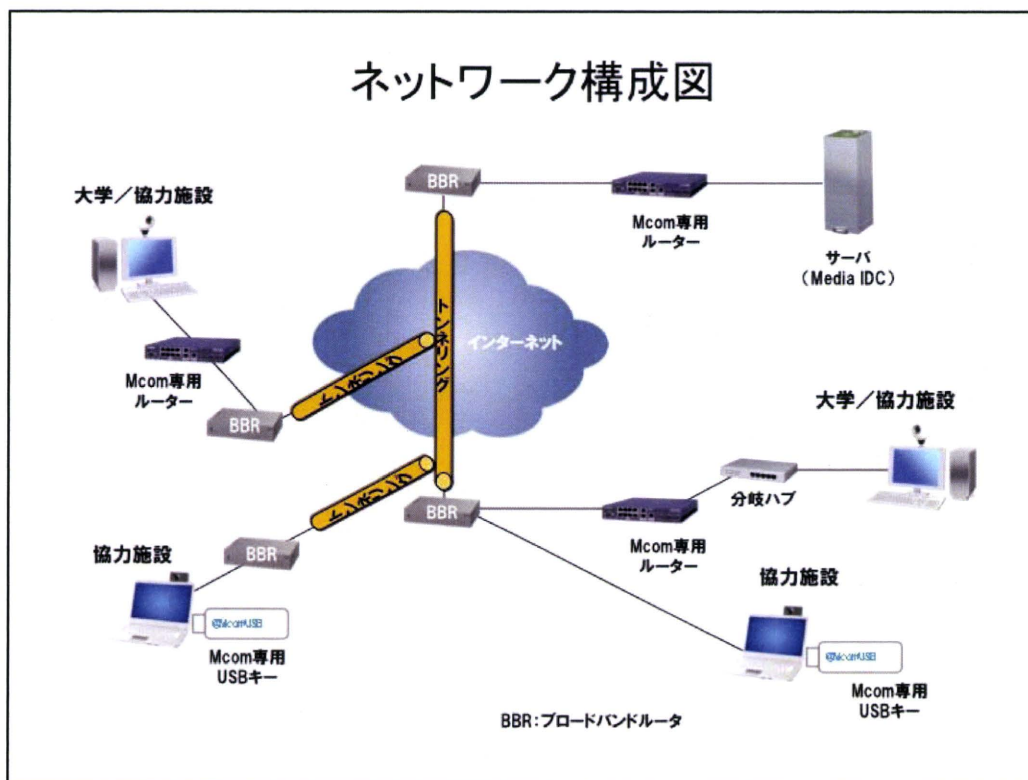 ネットワーク構成図
BBR
Mcom専用
ルーター
サーバ
(Media IDC)
大学/協力施設
Mcom専用
ルーター
BBR
トンネリング
トンネリング
インターネット
大学/協力施設
分岐ハブ
BBR
Mcom専用
ルーター
トンネリング
BBR
協力施設
@McomUSB
Mcom専用
USBキー
協力施設
@McomUSB
Mcom専用
USBキー
BBR:ブロードバンドルータ